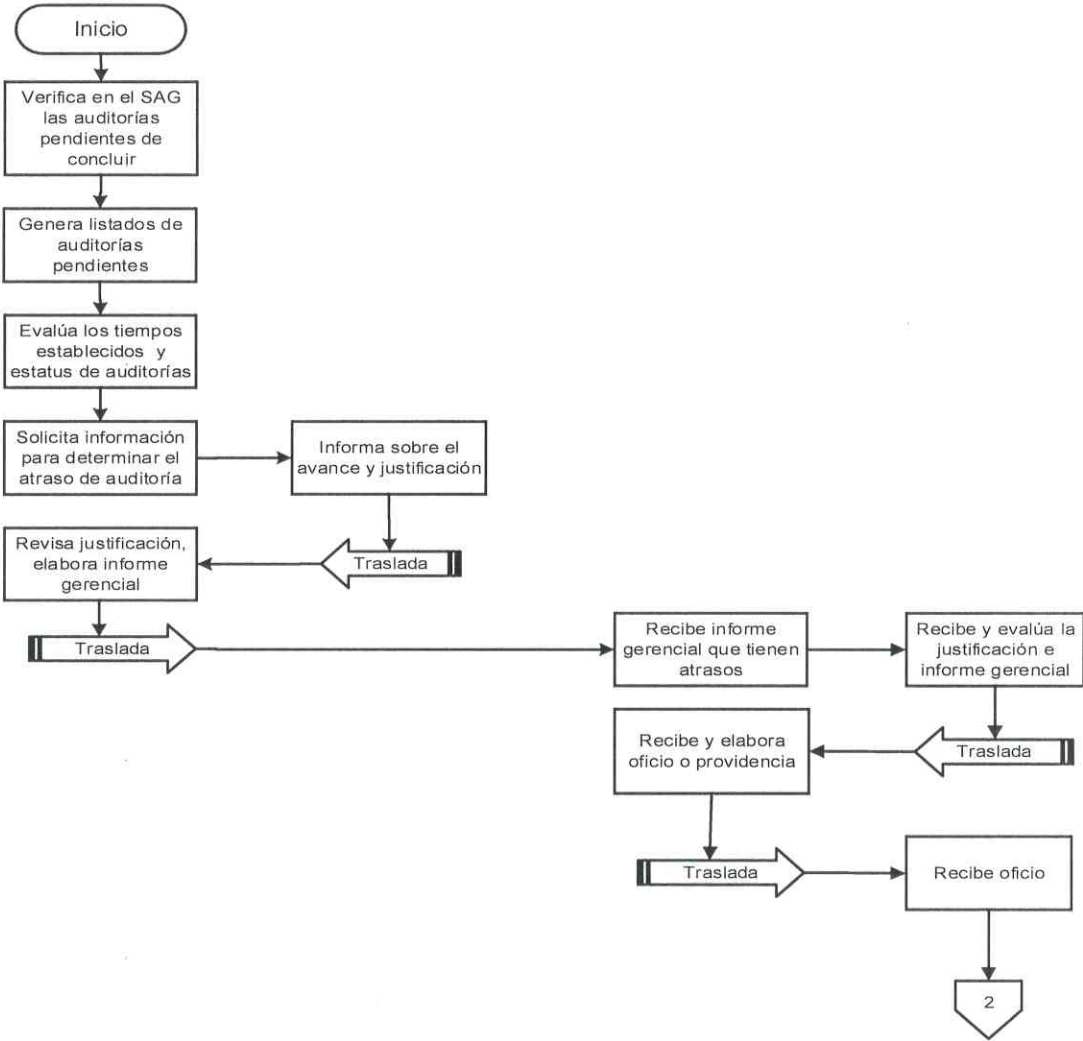 Inicio
Verifica en el SAG
las auditorías
pendientes de
concluir
Genera listados de
auditorías
pendientes
Evalúa los tiempos
establecidos y
estatus de auditorías
Solicita información
para determinar el
atraso de auditoría
Informa sobre el
avance y justificación
Traslada
Revisa justificación,
elabora informe
gerencial
Traslada
Recibe informe
gerencial que tienen
atrasos
Recibe y evalúa la
justificación e
informe gerencial
Traslada
Recibe y elabora
oficio o providencia
Traslada
Recibe oficio
2